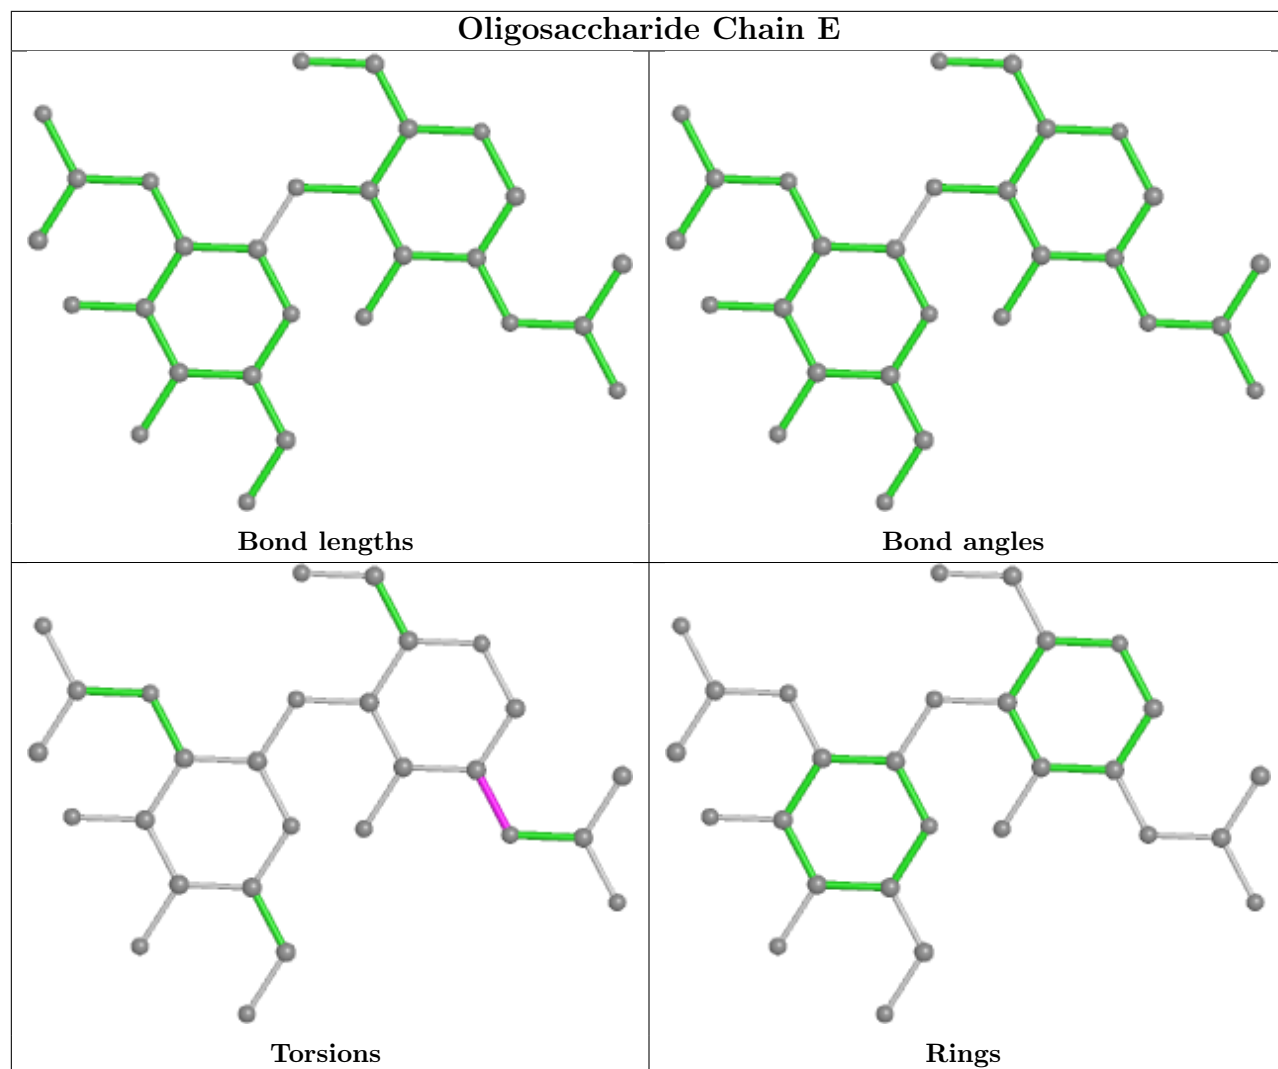 Oligosaccharide Chain E
Bond lengths
Bond angles
Torsions
Rings